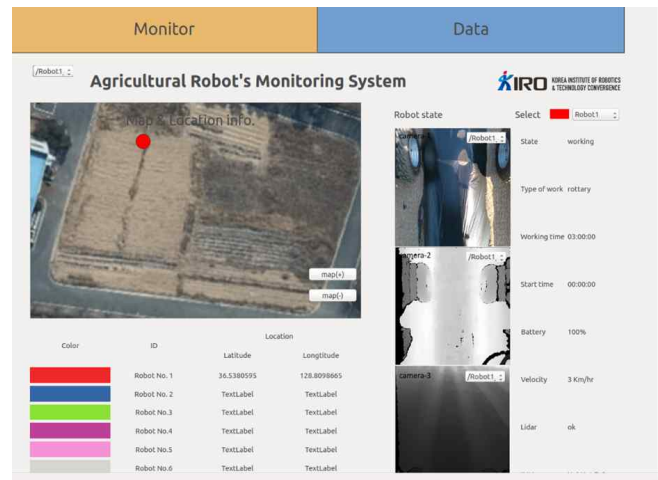 Monitor
Data
/Robot1
Agricultural Robot's Monitoring System
KIRO KOREA INSTITUTE OF ROBOTICS
& TECHNOLOGY CONVERGENCE
Map & Location info.
map(+)
map(-)
Robot state
Select Robot1
camera-1 /Robot1
State working
Type of work rottary
Working time 03:00:00
camera-2 /Robot1
Start time 00:00:00
Battery 100%
camera-3 /Robot1
Velocity 3 Km/hr
Lidar ok
Color ID Location
Latitude Longtitude
Robot No. 1 36.5380595 128.8098665
Robot No. 2 TextLabel TextLabel
Robot No.3 TextLabel TextLabel
Robot No.4 TextLabel TextLabel
Robot No.5 TextLabel TextLabel
Robot No.6 TextLabel TextLabel